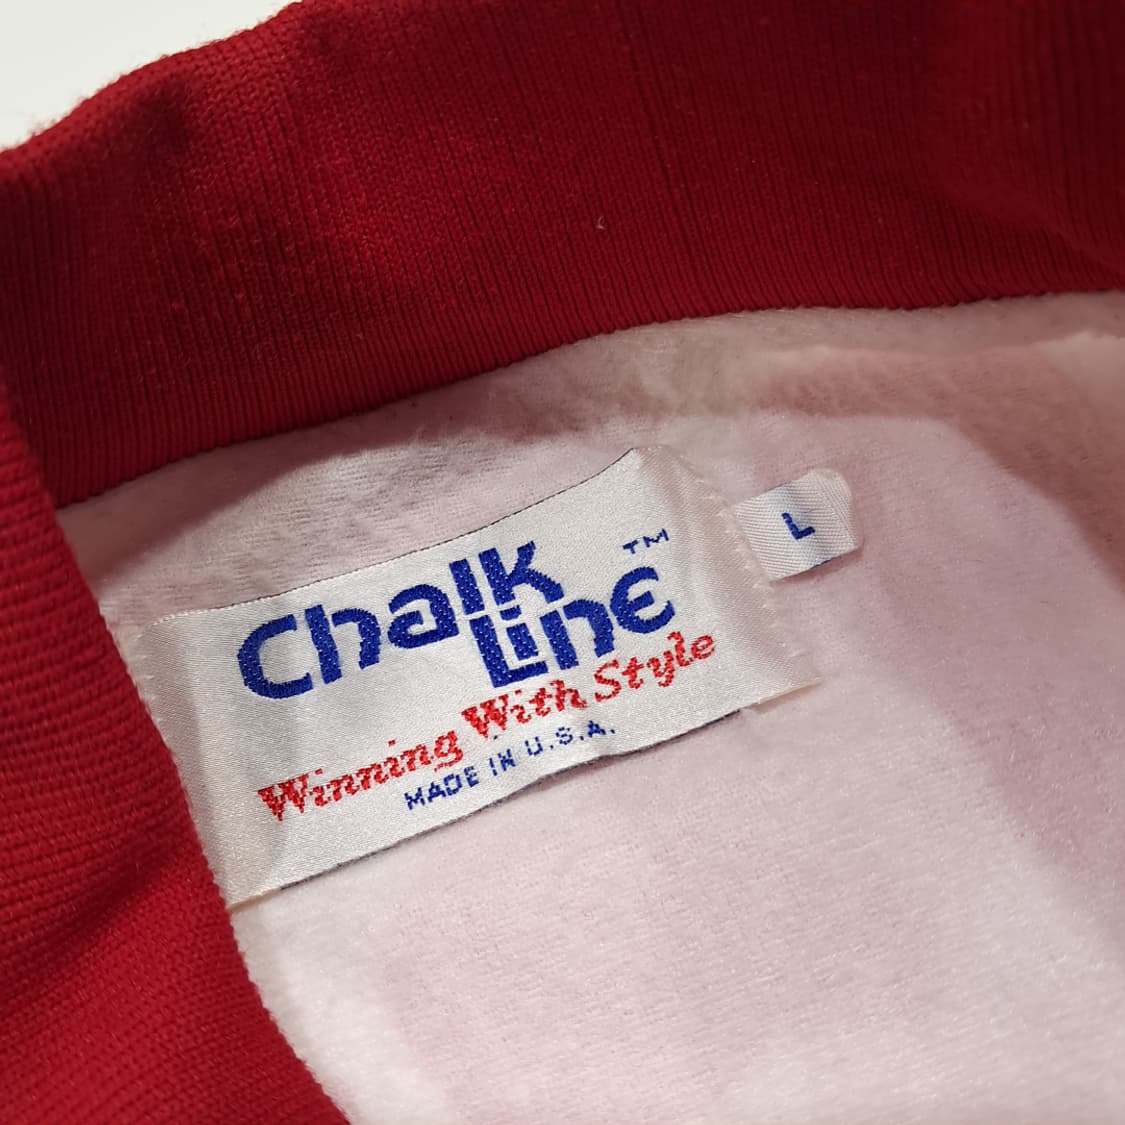 Chalk
Line™
Winning With Style
MADE IN U.S.A.
L